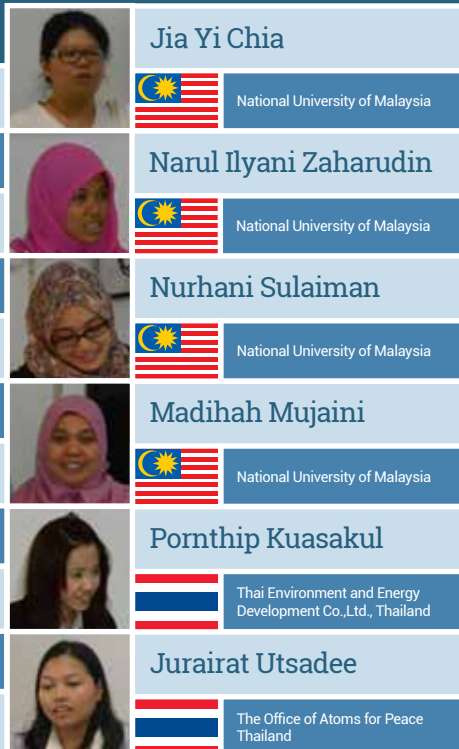 Jia Yi Chia
National University of Malaysia
Narul Ilyani Zaharudin
National University of Malaysia
Nurhani Sulaiman
National University of Malaysia
Madihah Mujaini
National University of Malaysia
Pornthip Kuasakul
Thai Environment and Energy
Development Co.,Ltd., Thailand
Jurairat Utsadee
The Office of Atoms for Peace
Thailand